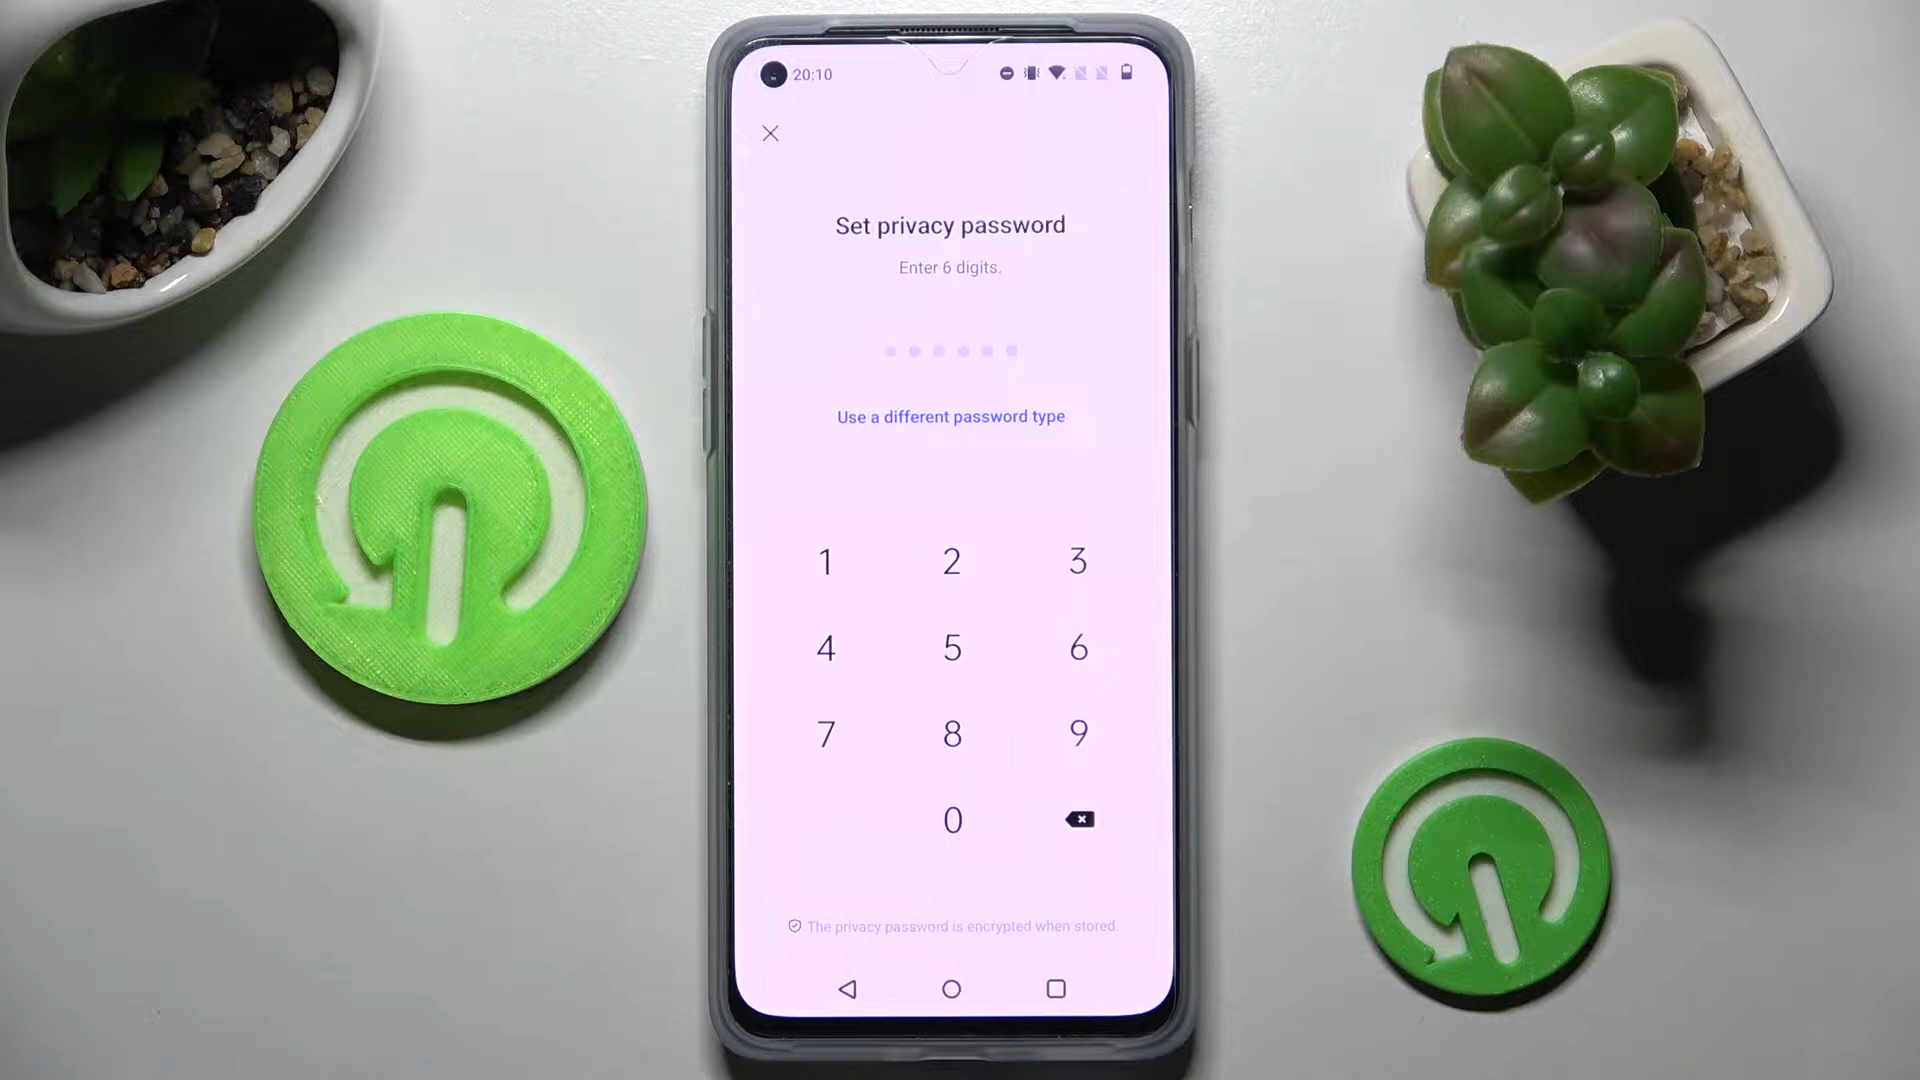 20:10
Set privacy password
Enter 6 digits.
Use a different password type
1 2 3
4 5 6
7 8 9
0
The privacy password is encrypted when stored.